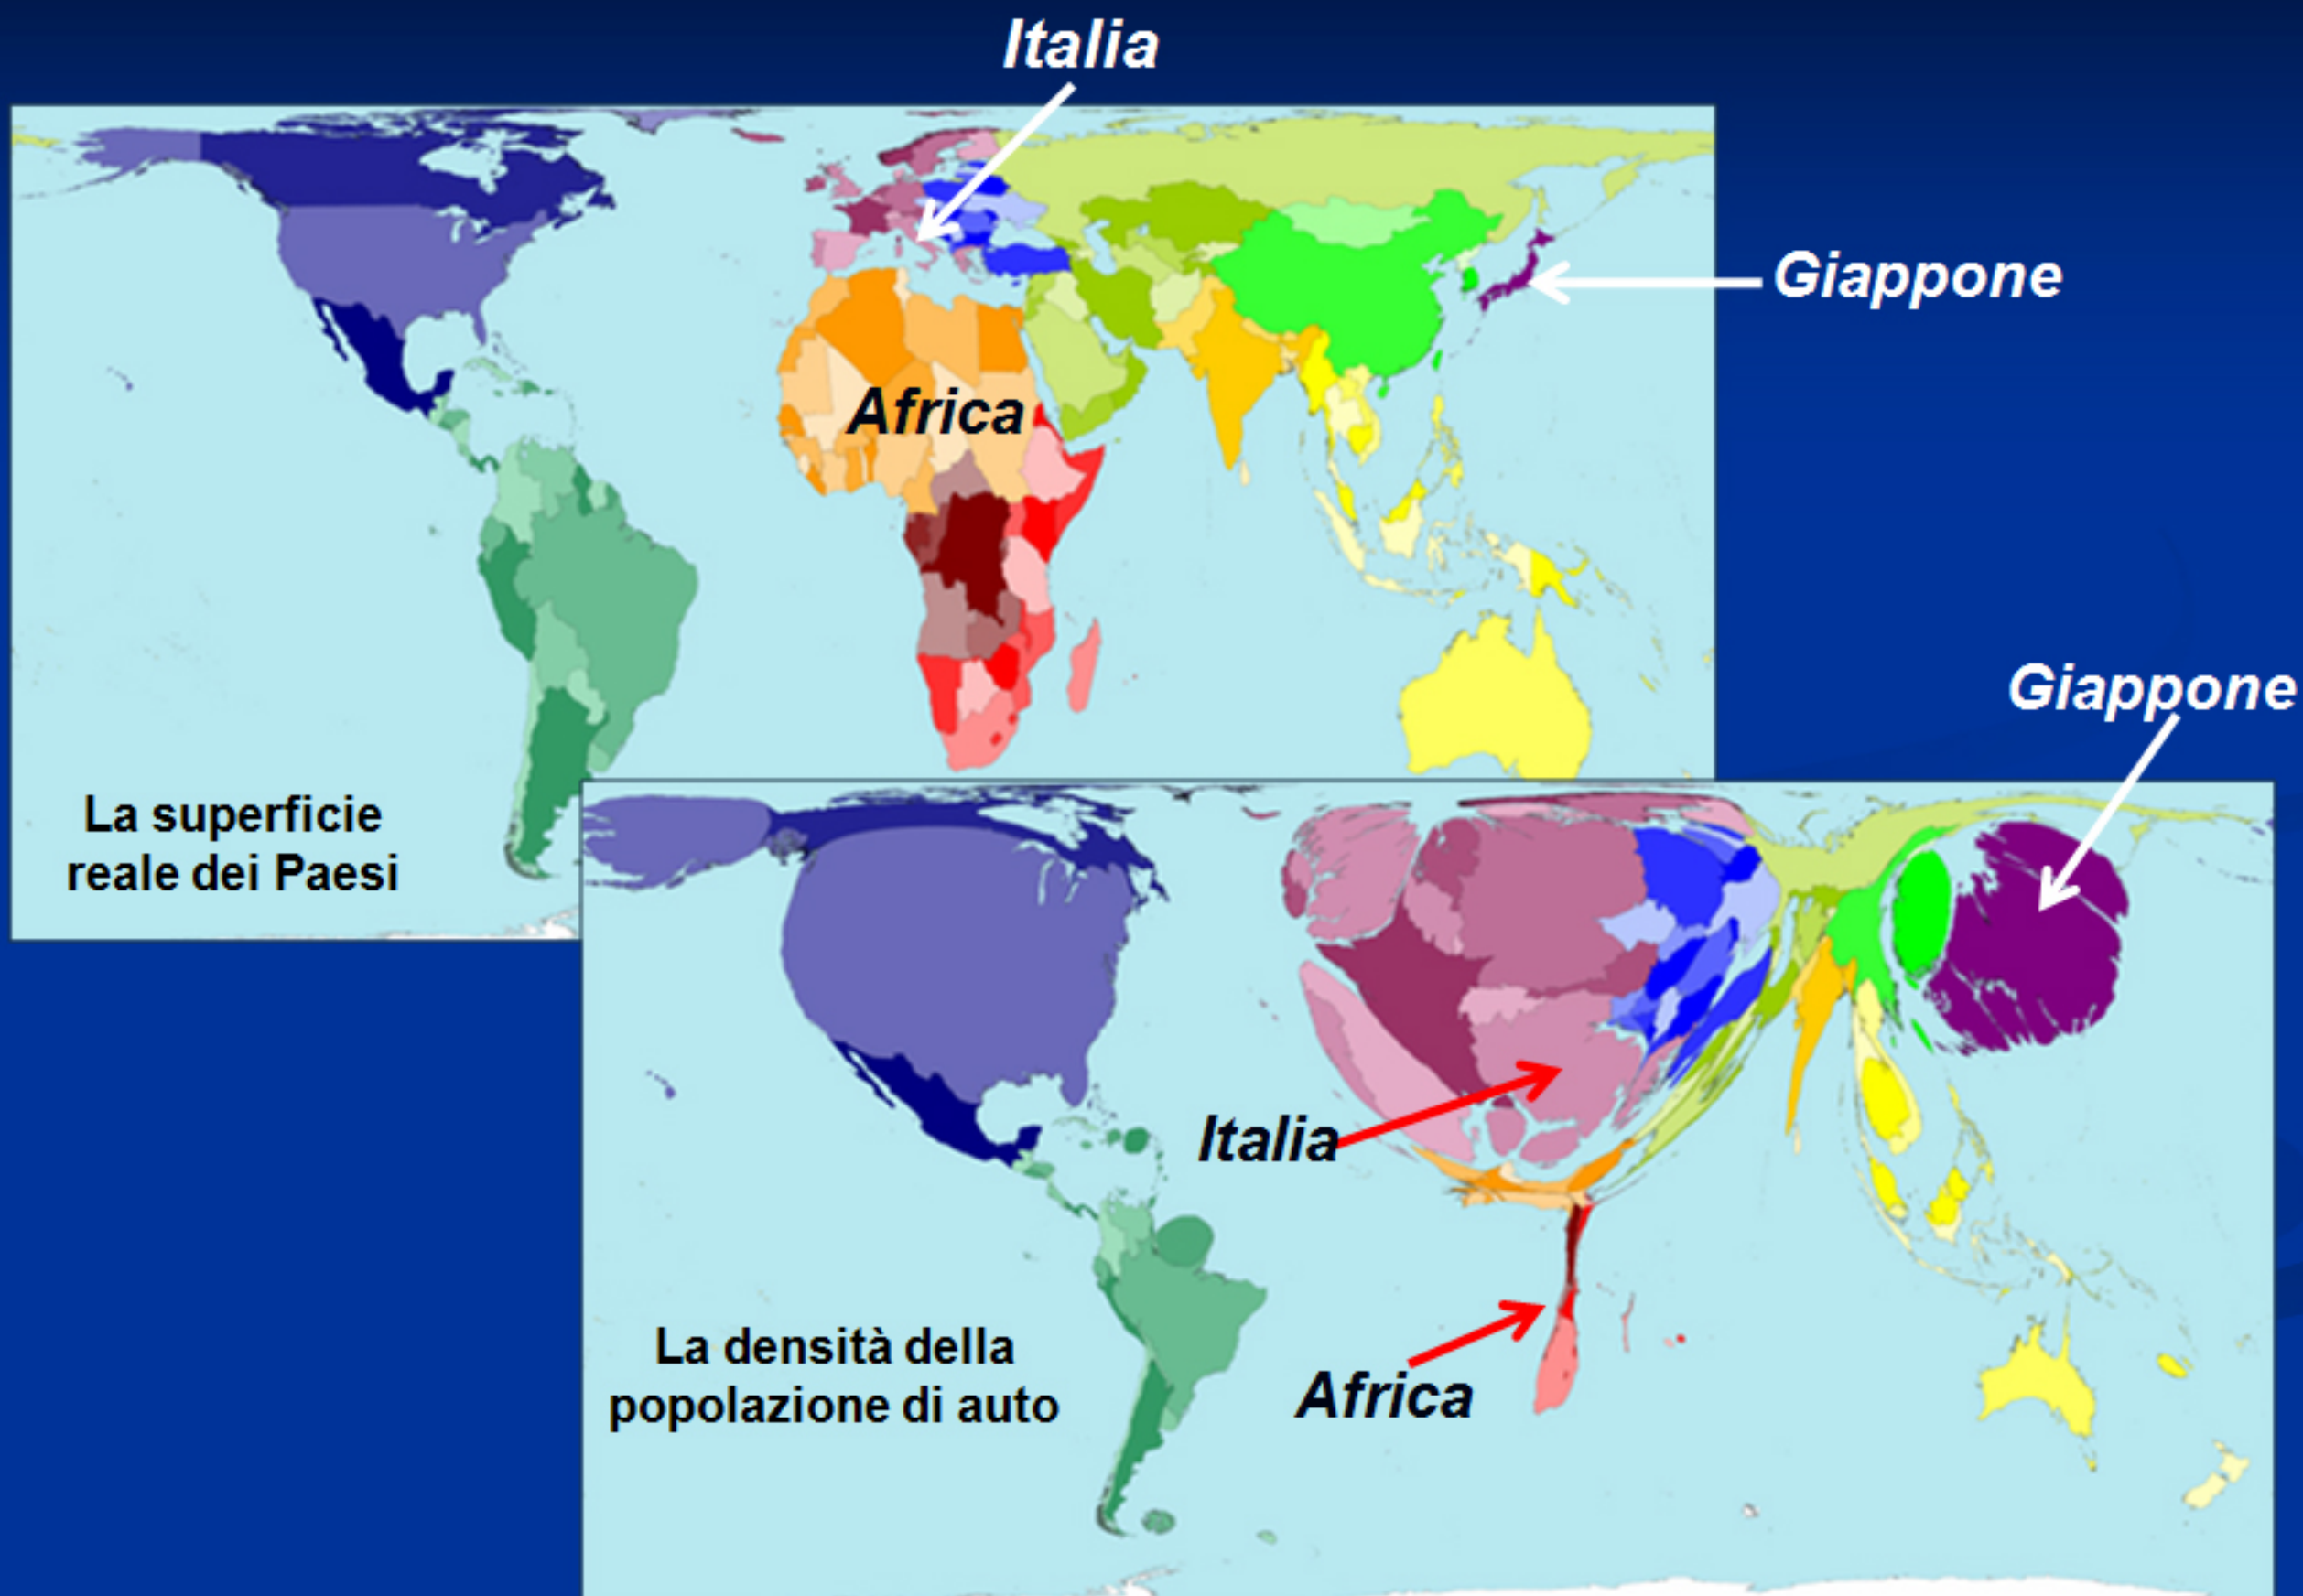 Italia
Giappone
Africa
La superficie
reale dei Paesi
Giappone
Italia
La densità della
popolazione di auto
Africa